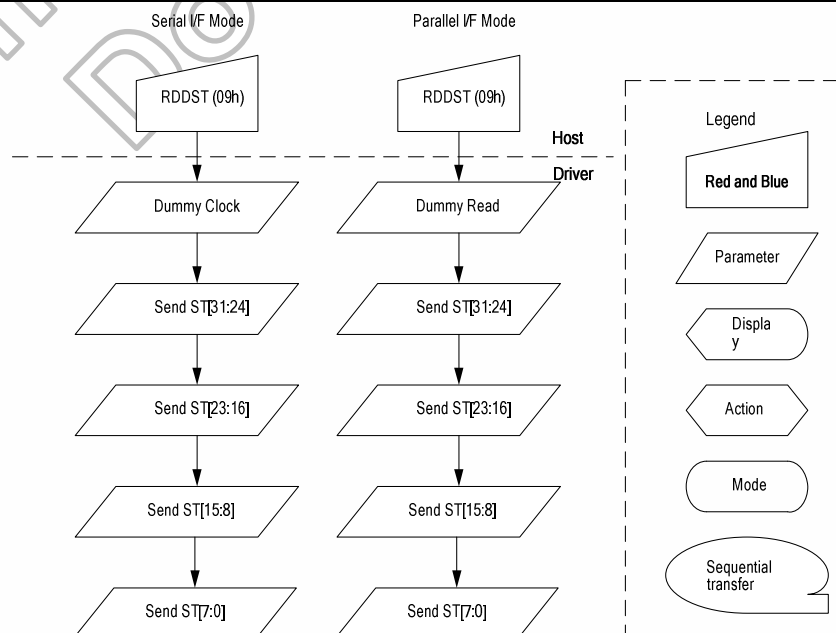 Serial I/F Mode
Parallel I/F Mode
RDDST (09h)
RDDST (09h)
Host
Driver
Dummy Clock
Dummy Read
Send ST[31:24]
Send ST[31:24]
Send ST[23:16]
Send ST[23:16]
Send ST[15:8]
Send ST[15:8]
Send ST[7:0]
Send ST[7:0]
Legend
Red and Blue
Parameter
Displa
y
Action
Mode
Sequential
transfer